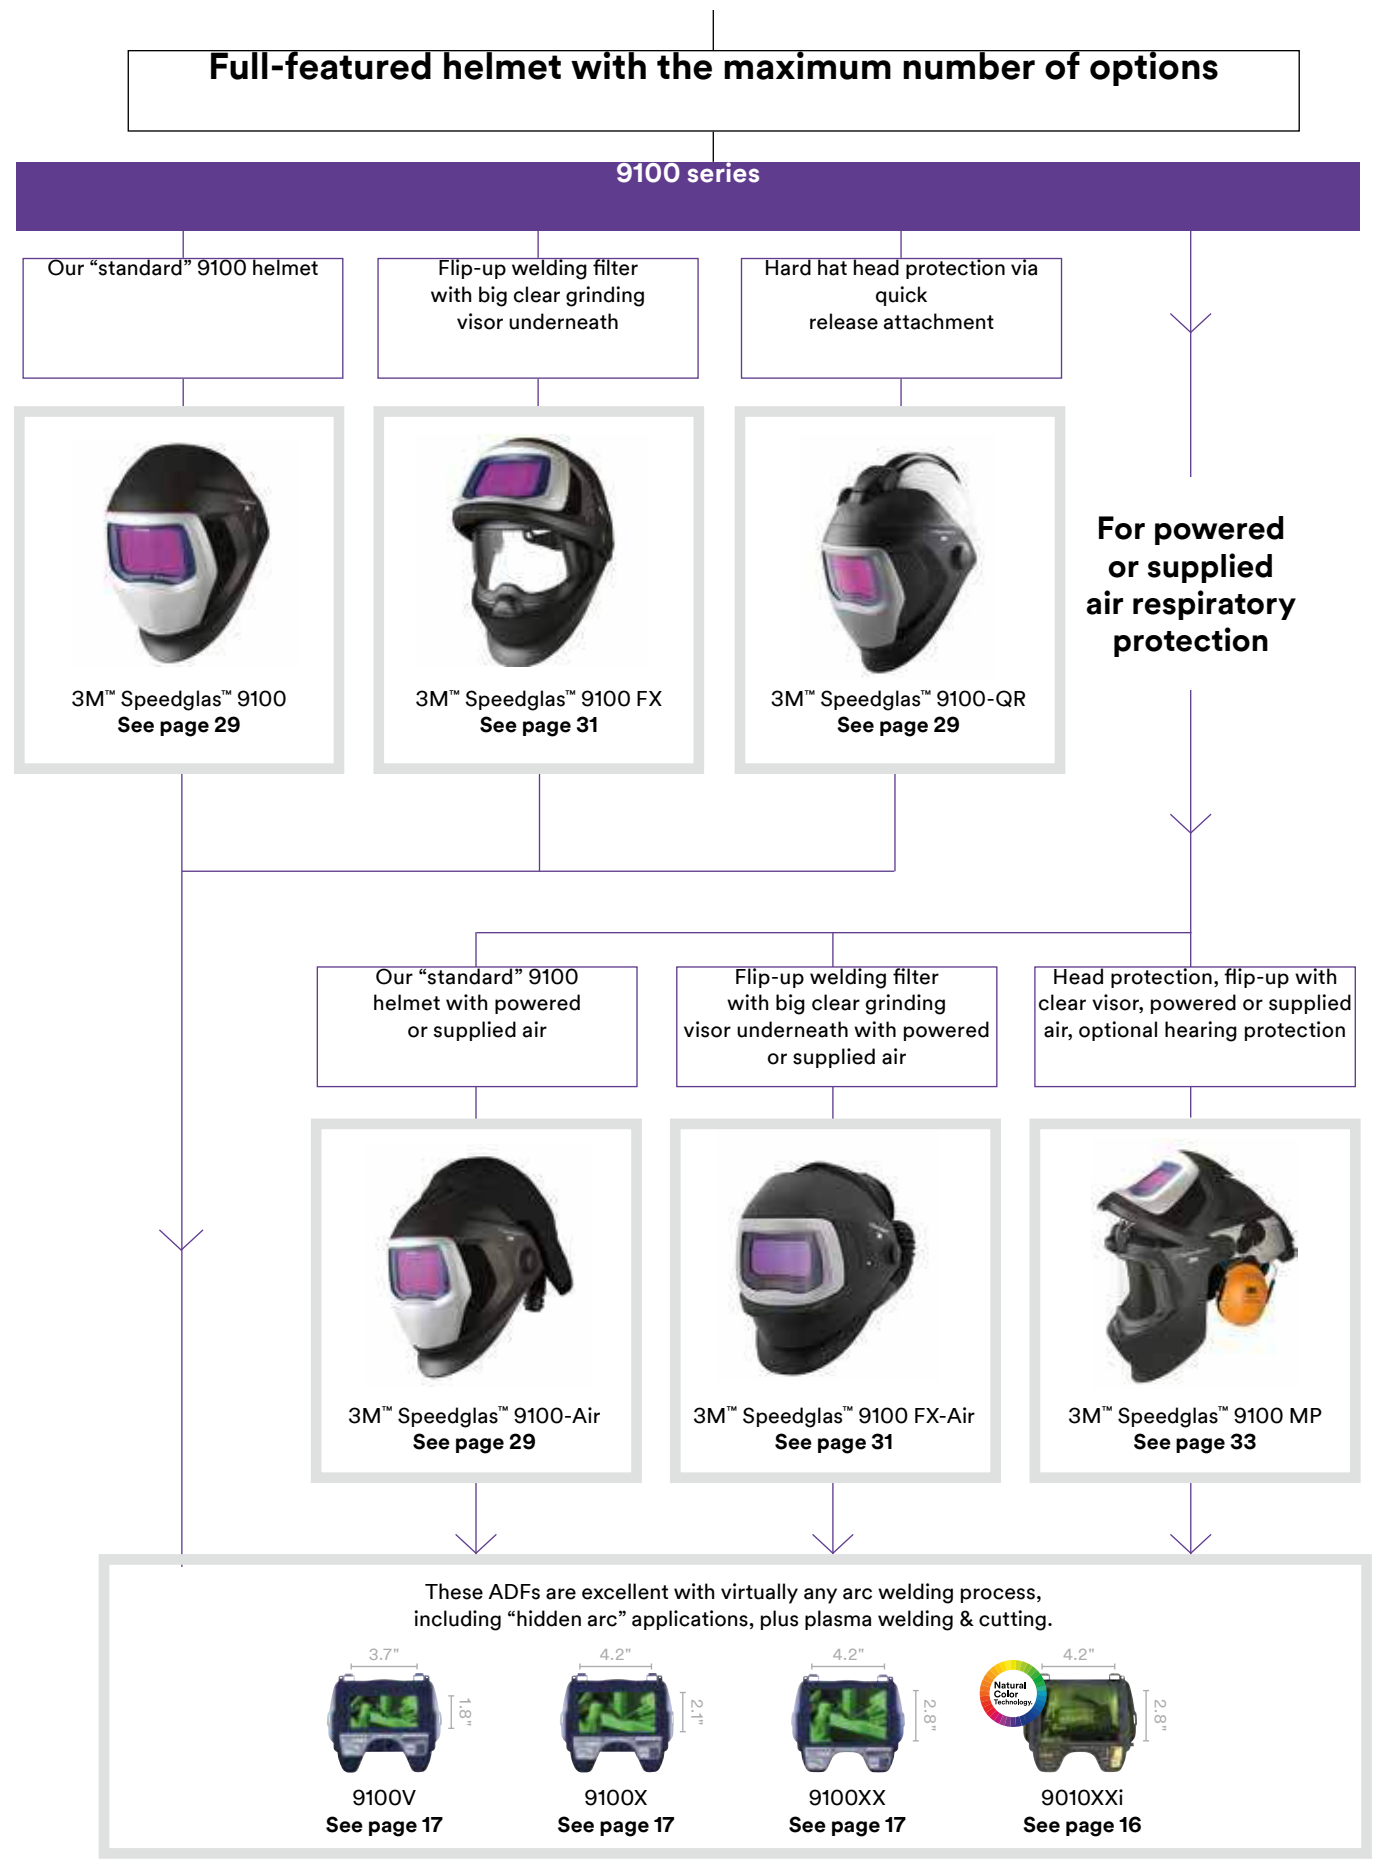 Full-featured helmet with the maximum number of options
9100 series
Our “standard” 9100 helmet
Flip-up welding filter
with big clear grinding
visor underneath
Hard hat head protection via
quick
release attachment
3M™ Speedglas™ 9100
See page 29
3M™ Speedglas™ 9100 FX
See page 31
3M™ Speedglas™ 9100-QR
See page 29
For powered
or supplied
air respiratory
protection
Our “standard” 9100
helmet with powered
or supplied air
Flip-up welding filter
with big clear grinding
visor underneath with powered
or supplied air
Head protection, flip-up with
clear visor, powered or supplied
air, optional hearing protection
3M™ Speedglas™ 9100-Air
See page 29
3M™ Speedglas™ 9100 FX-Air
See page 31
3M™ Speedglas™ 9100 MP
See page 33
These ADFs are excellent with virtually any arc welding process,
including “hidden arc” applications, plus plasma welding & cutting.
3.7"
1.8"
9100V
See page 17
4.2"
2.1"
9100X
See page 17
4.2"
2.8"
9100XX
See page 17
Natural
Color
Technology.
4.2"
2.8"
9010XXi
See page 16